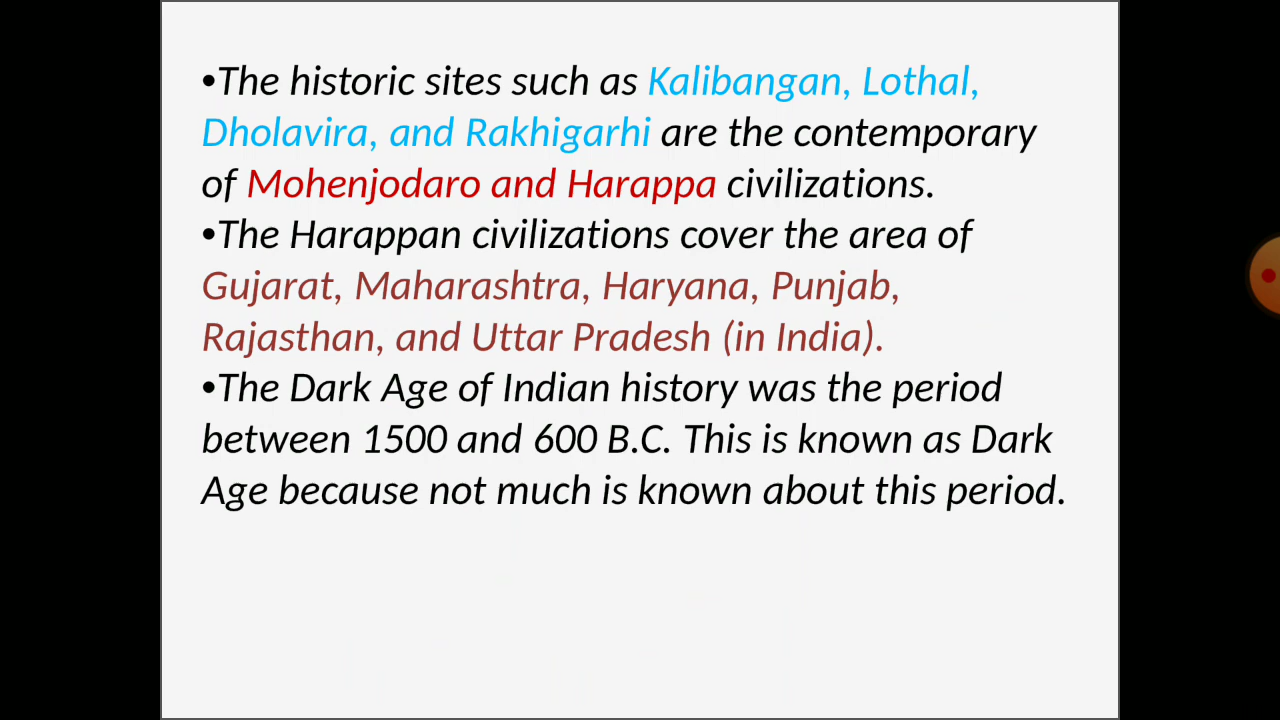 •The historic sites such as Kalibangan, Lothal,
Dholavira, and Rakhigarhi are the contemporary
of Mohenjodaro and Harappa civilizations.
•The Harappan civilizations cover the area of
Gujarat, Maharashtra, Haryana, Punjab,
Rajasthan, and Uttar Pradesh (in India).
•The Dark Age of Indian history was the period
between 1500 and 600 B.C. This is known as Dark
Age because not much is known about this period.